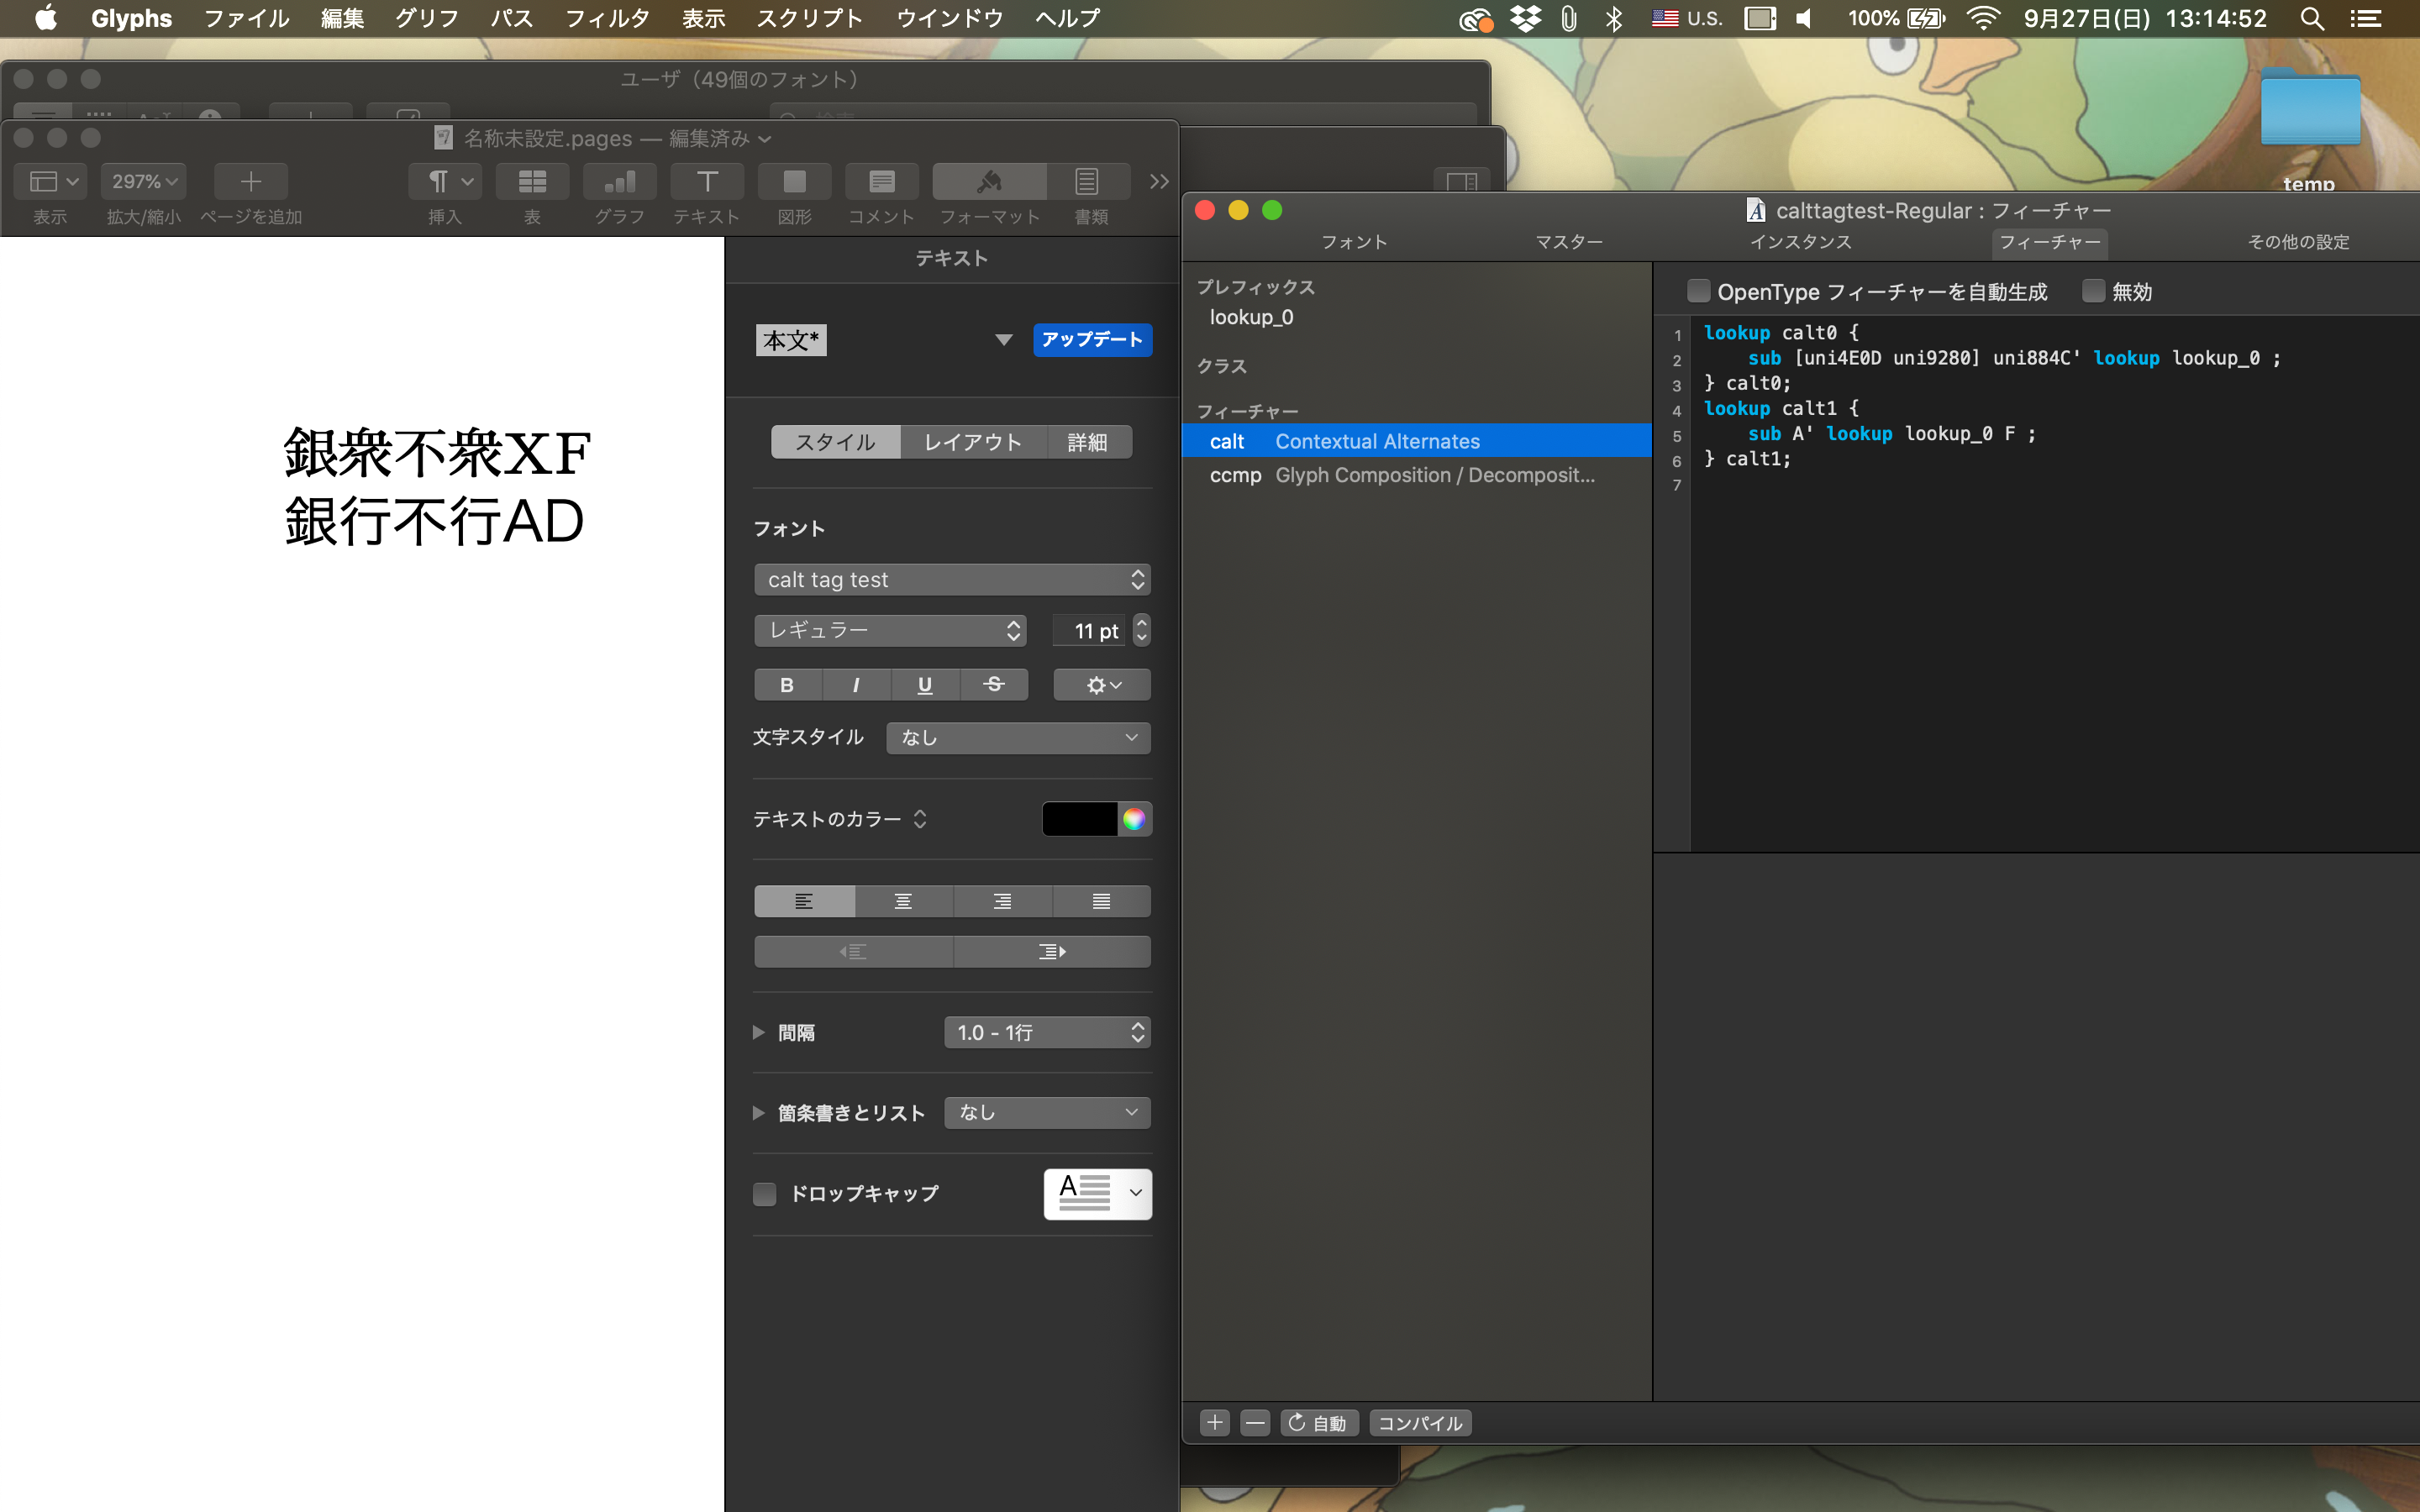 Glyphs ファイル 編集 グリフ パス フィルタ 表示 スクリプト ウインドウ ヘルプ
U.S. 100% 9月27日(日) 13:14:52
temp
ユーザ（49個のフォント）
検索
名称未設定.pages — 編集済み
297%
表示 拡大/縮小 ページを追加 挿入 表 グラフ テキスト 図形 コメント フォーマット 書類
銀衆不衆XF
銀行不行AD
テキスト
本文*
アップデート
スタイル レイアウト 詳細
フォント
calt tag test
レギュラー 11 pt
B I U S
文字スタイル なし
テキストのカラー
間隔 1.0 - 1行
箇条書きとリスト なし
ドロップキャップ A
calttagtest-Regular : フィーチャー
フォント マスター インスタンス フィーチャー その他の設定
プレフィックス
lookup_0
クラス
フィーチャー
calt Contextual Alternates
ccmp Glyph Composition / Decomposit...
OpenType フィーチャーを自動生成 無効
1 lookup calt0 {
2 sub [uni4E0D uni9280] uni884C' lookup lookup_0 ;
3 } calt0;
4 lookup calt1 {
5 sub A' lookup lookup_0 F ;
6 } calt1;
7
自動 コンパイル